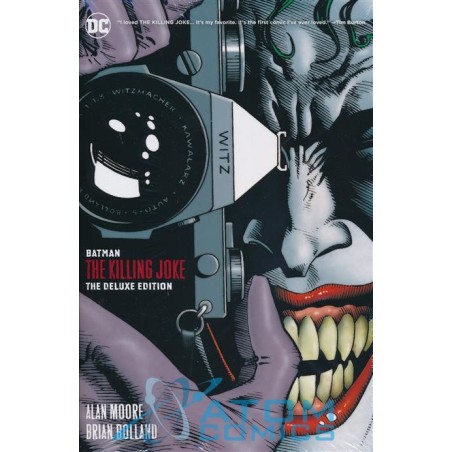 DC
"I loved THE KILLING JOKE... It's my favorite. It's the first comic I've ever loved." —Tim Burton
WITZMACHER
KAWALARZ
WITZ
BATMAN
THE KILLING JOKE
THE DELUXE EDITION
ALAN MOORE
BRIAN BOLLAND
ATOM
COMICS